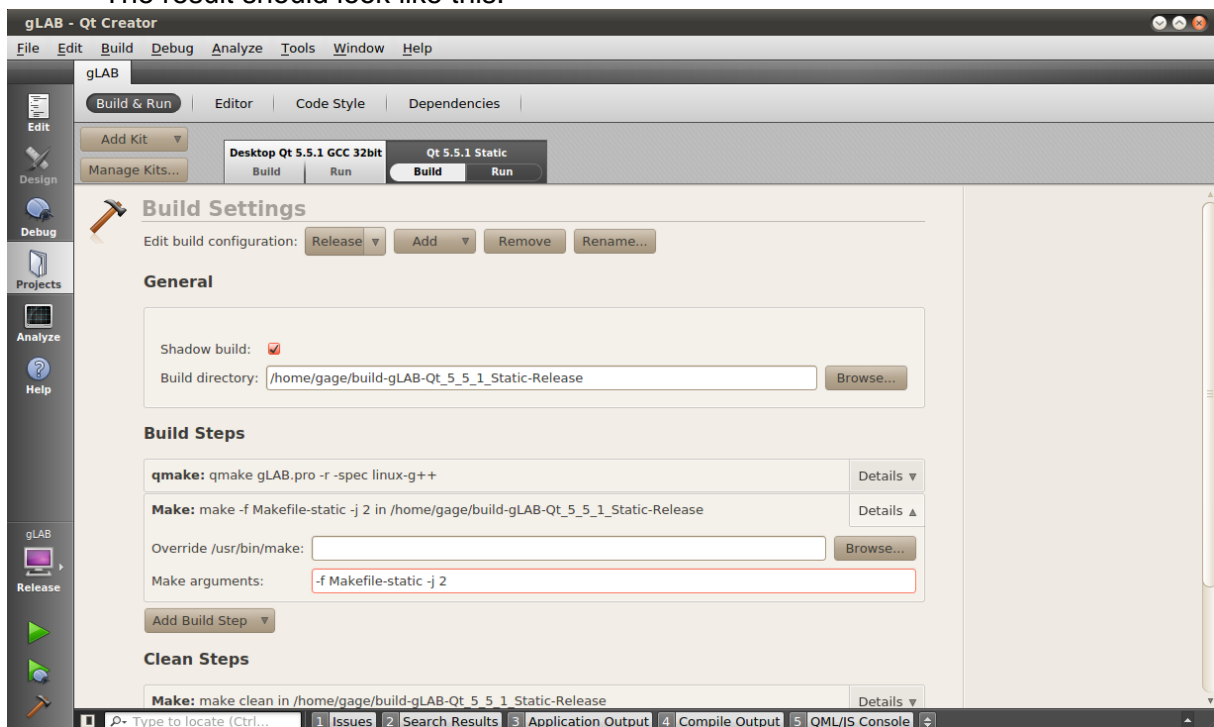 The result should look like this:
gLAB - Qt Creator
File Edit Build Debug Analyze Tools Window Help
gLAB
Build & Run Editor Code Style Dependencies
Edit
Add Kit
Manage Kits...
Desktop Qt 5.5.1 GCC 32bit
Build Run
Qt 5.5.1 Static
Build Run
Design
Debug
Projects
Analyze
Help
Build Settings
Edit build configuration: Release Add Remove Rename...
General
Shadow build:
Build directory: /home/gage/build-gLAB-Qt_5_5_1_Static-Release Browse...
Build Steps
qmake: qmake gLAB.pro -r -spec linux-g++ Details
Make: make -f Makefile-static -j 2 in /home/gage/build-gLAB-Qt_5_5_1_Static-Release Details
Override /usr/bin/make: Browse...
Make arguments: -f Makefile-static -j 2
Add Build Step
Clean Steps
Make: make clean in /home/gage/build-gLAB-Qt_5_5_1_Static-Release Details
gLAB
Release
Type to locate (Ctrl... 1 Issues 2 Search Results 3 Application Output 4 Compile Output 5 QML/JS Console